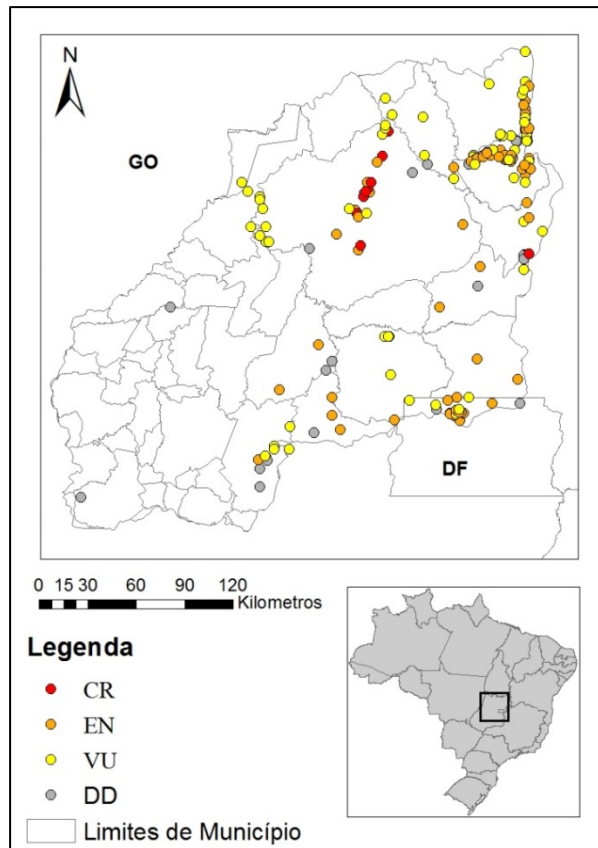 N
GO
DF
0 15 30 60 90 120
Kilometros
Legenda
CR
EN
VU
DD
Limites de Município